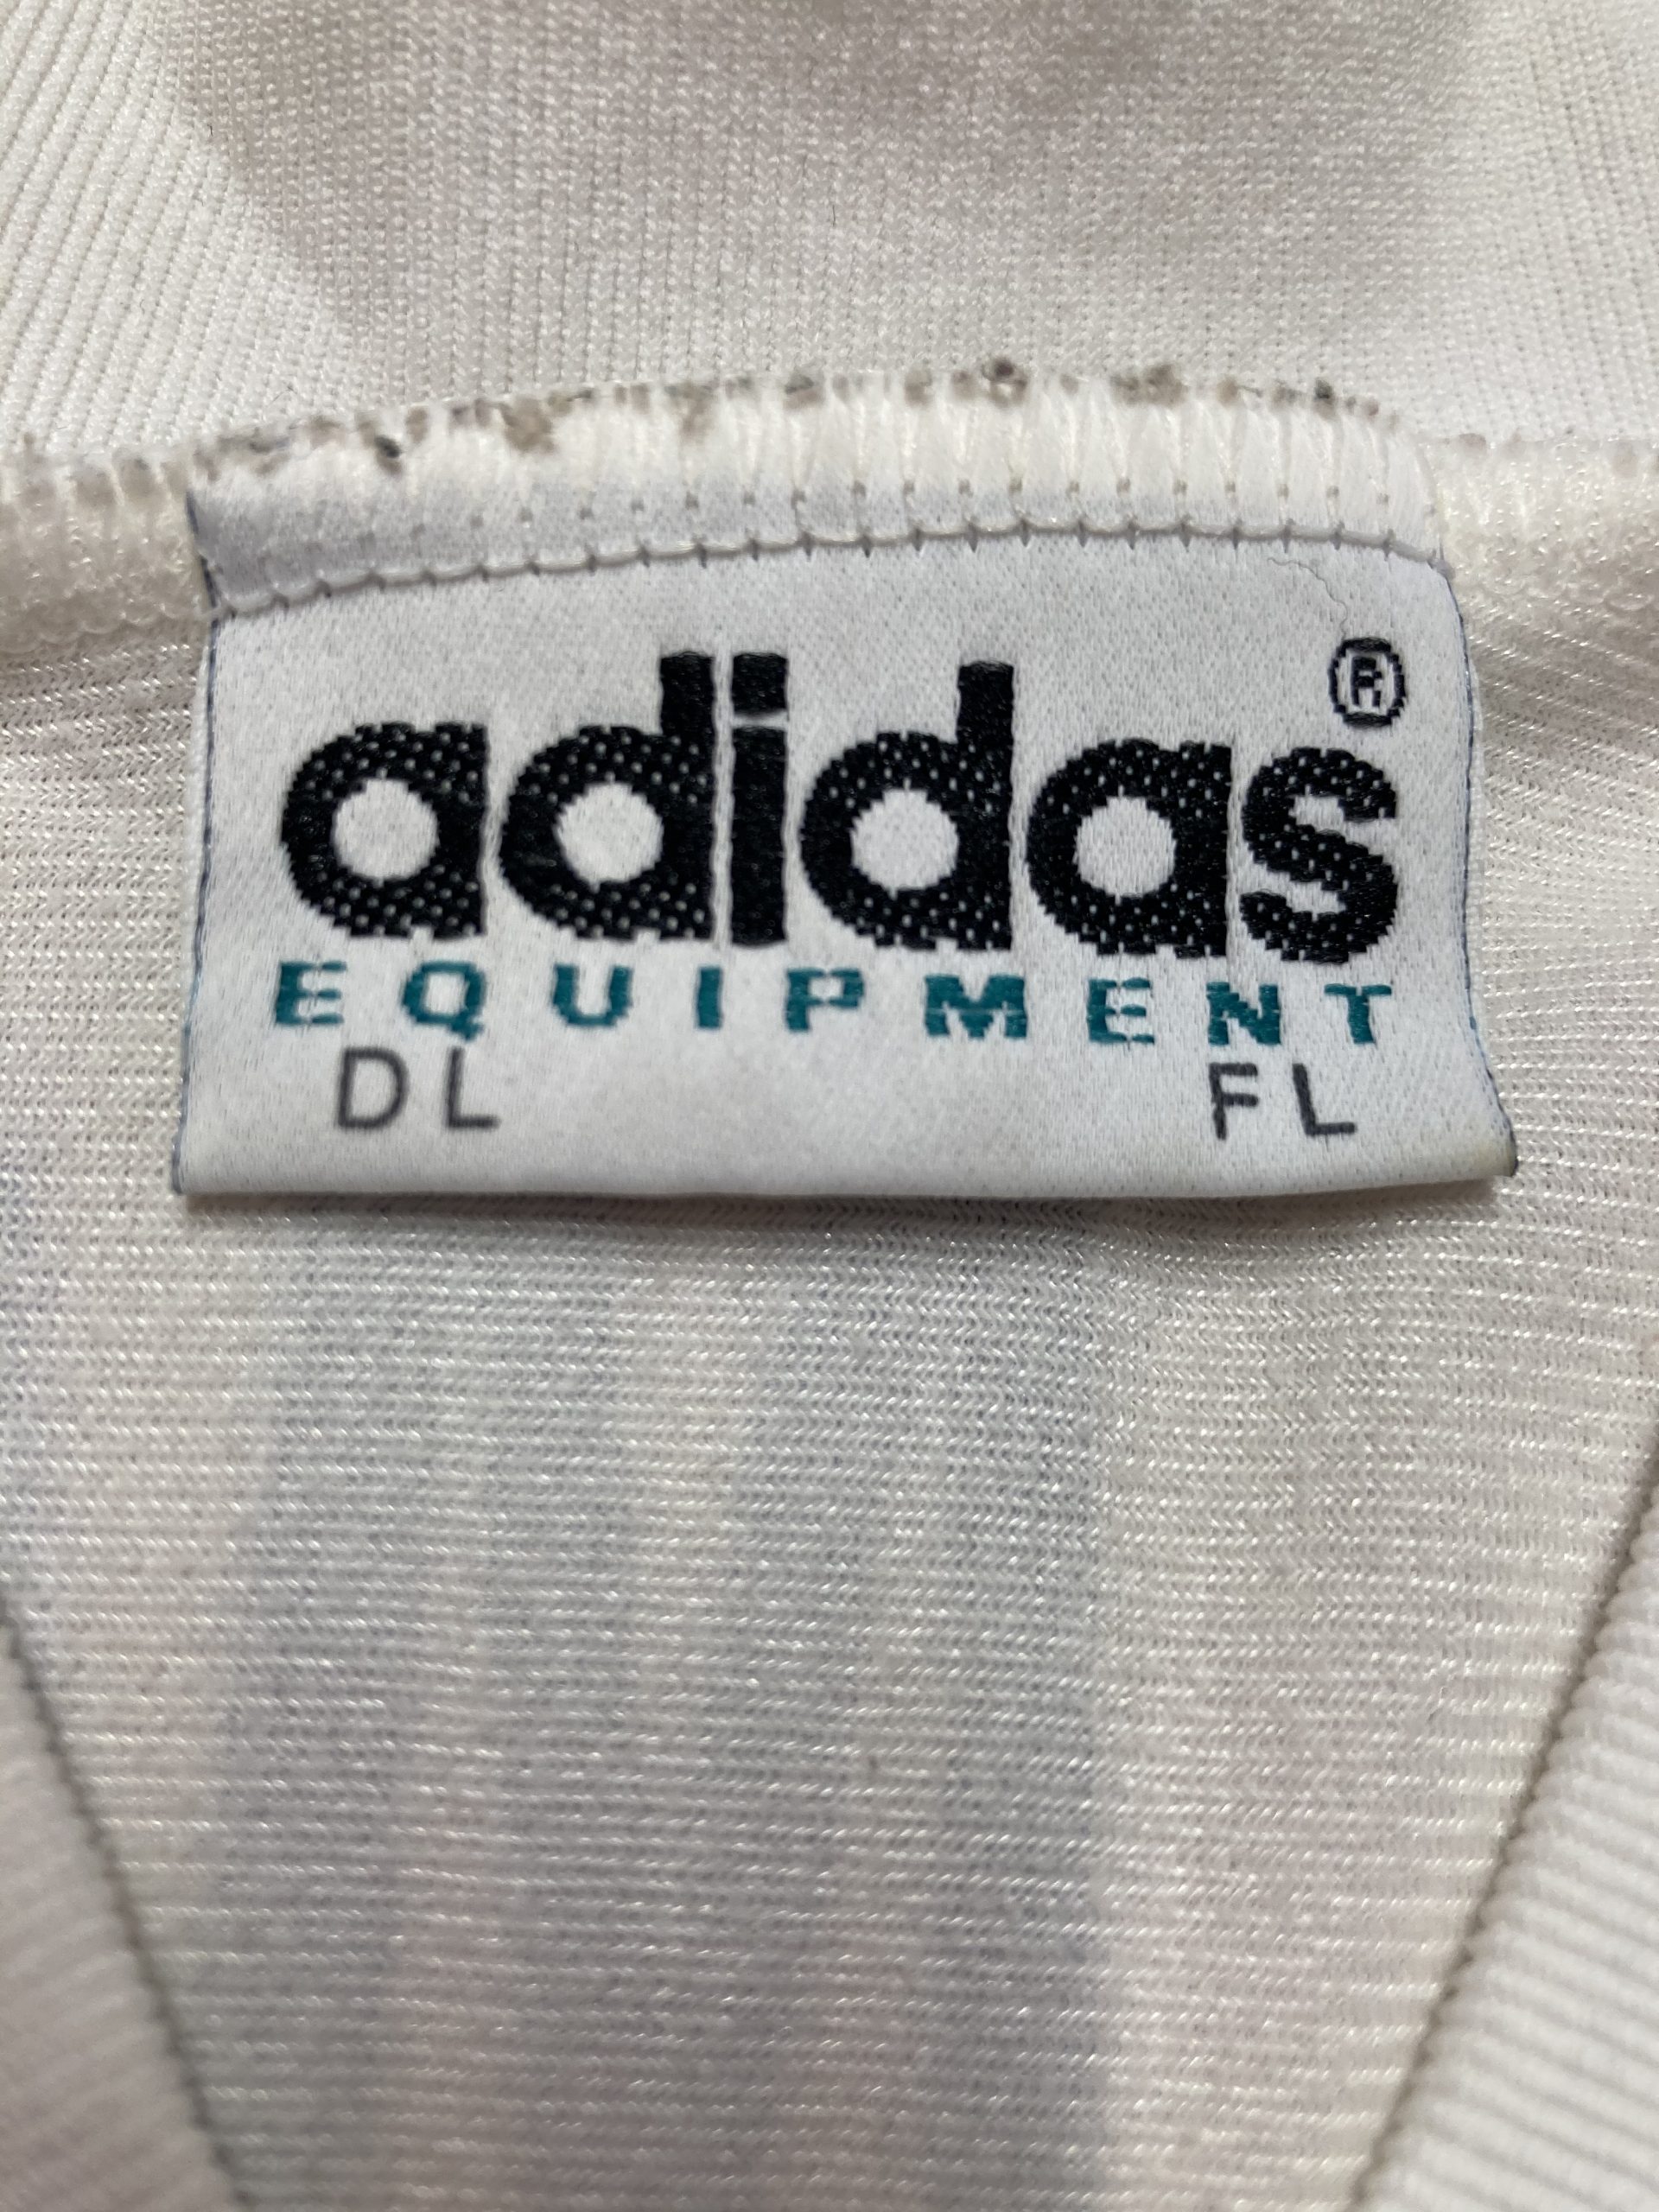 adidas®
EQUIPMENT
DL FL